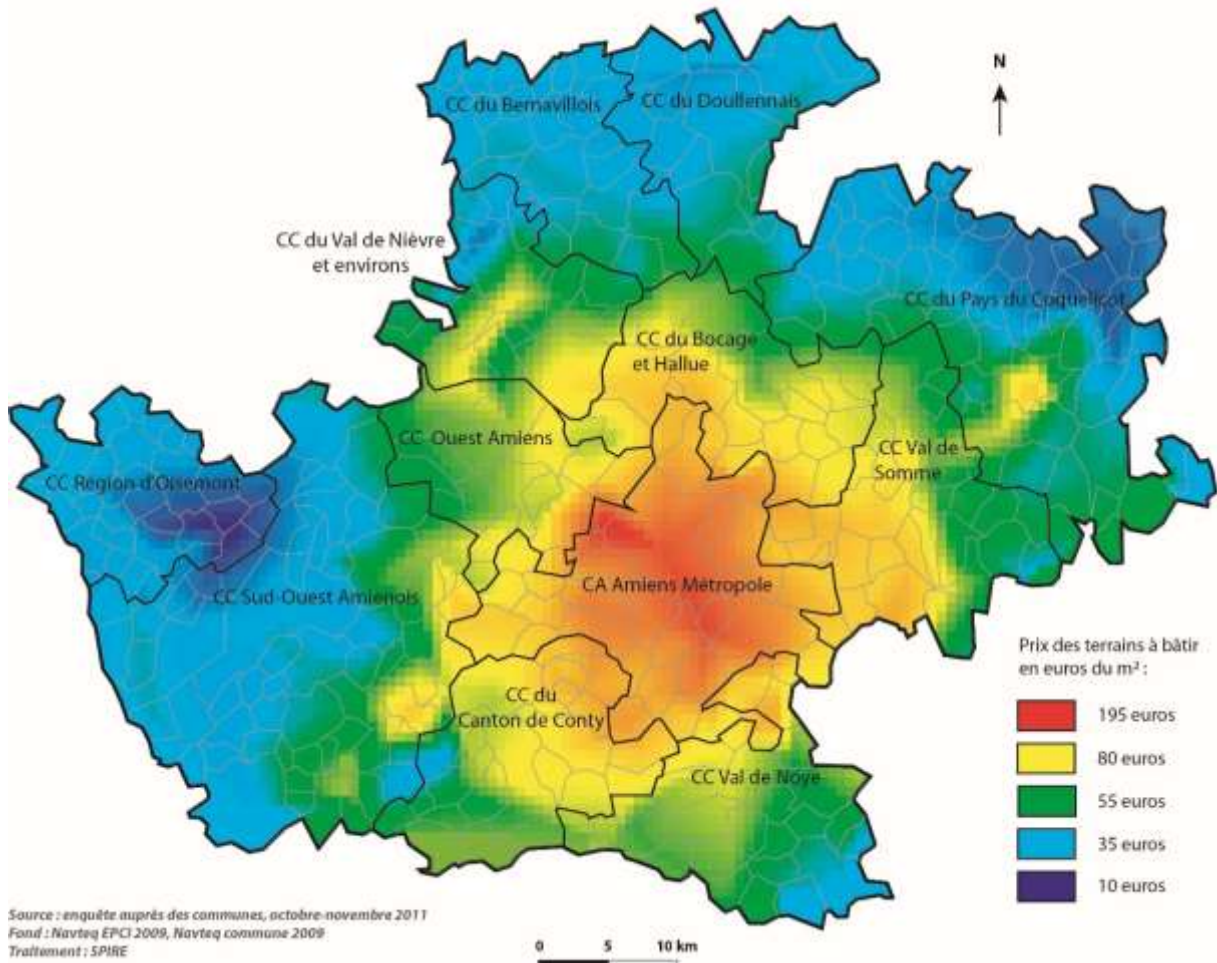 N
CC du Bernavillois
CC du Doullennais
CC du Val de Nièvre
et environs
CC du Pays du Coquelicot
CC du Bocage
et Hallue
CC Ouest Amiens
CC Val de
Somme
CC Région d'Oisemont
CA Amiens Métropole
CC Sud-Ouest Amienois
CC du
Canton de Conty
CC Val de Noye
Prix des terrains à bâtir
en euros du m² :
195 euros
80 euros
55 euros
35 euros
10 euros
Source : enquête auprès des communes, octobre-novembre 2011
Fond : Navteq EPCI 2009, Navteq commune 2009
Traitement : SPIRE
0 5 10 km